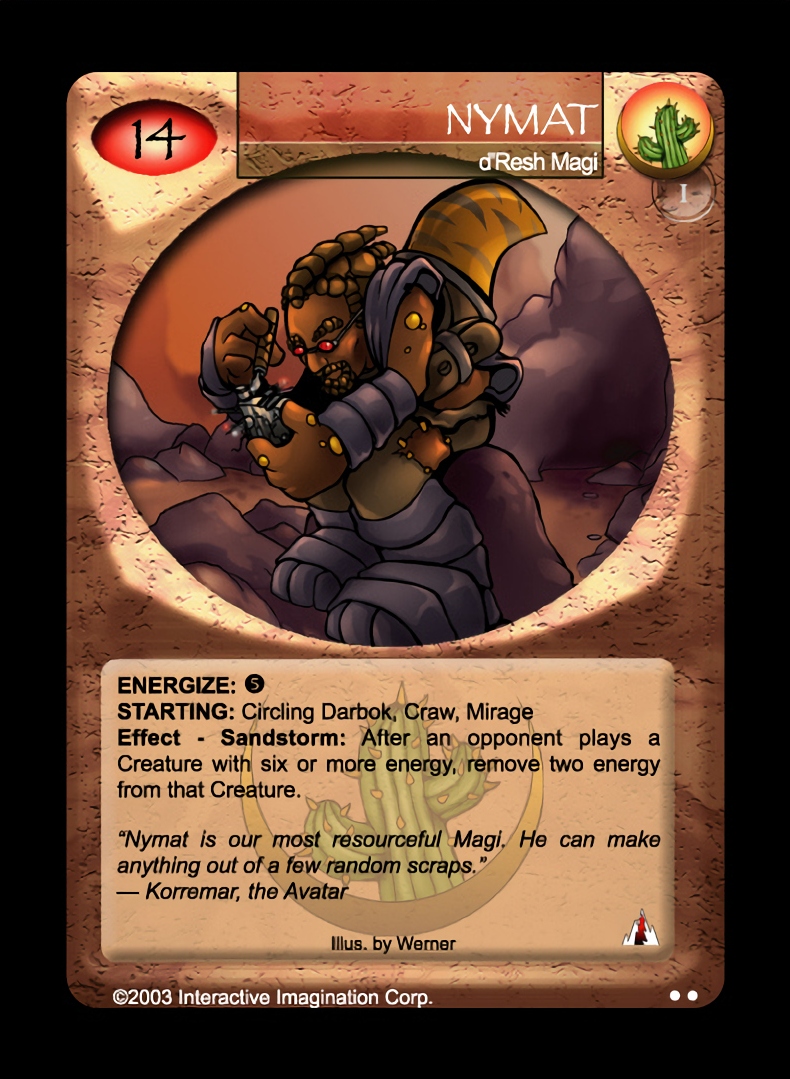 14
NYMAT
d'Resh Magi
I
ENERGIZE: 5
STARTING: Circling Darbok, Craw, Mirage
Effect - Sandstorm: After an opponent plays a
Creature with six or more energy, remove two energy
from that Creature.
“Nymat is our most resourceful Magi. He can make
anything out of a few random scraps.”
— Korremar, the Avatar
Illus. by Werner
©2003 Interactive Imagination Corp.